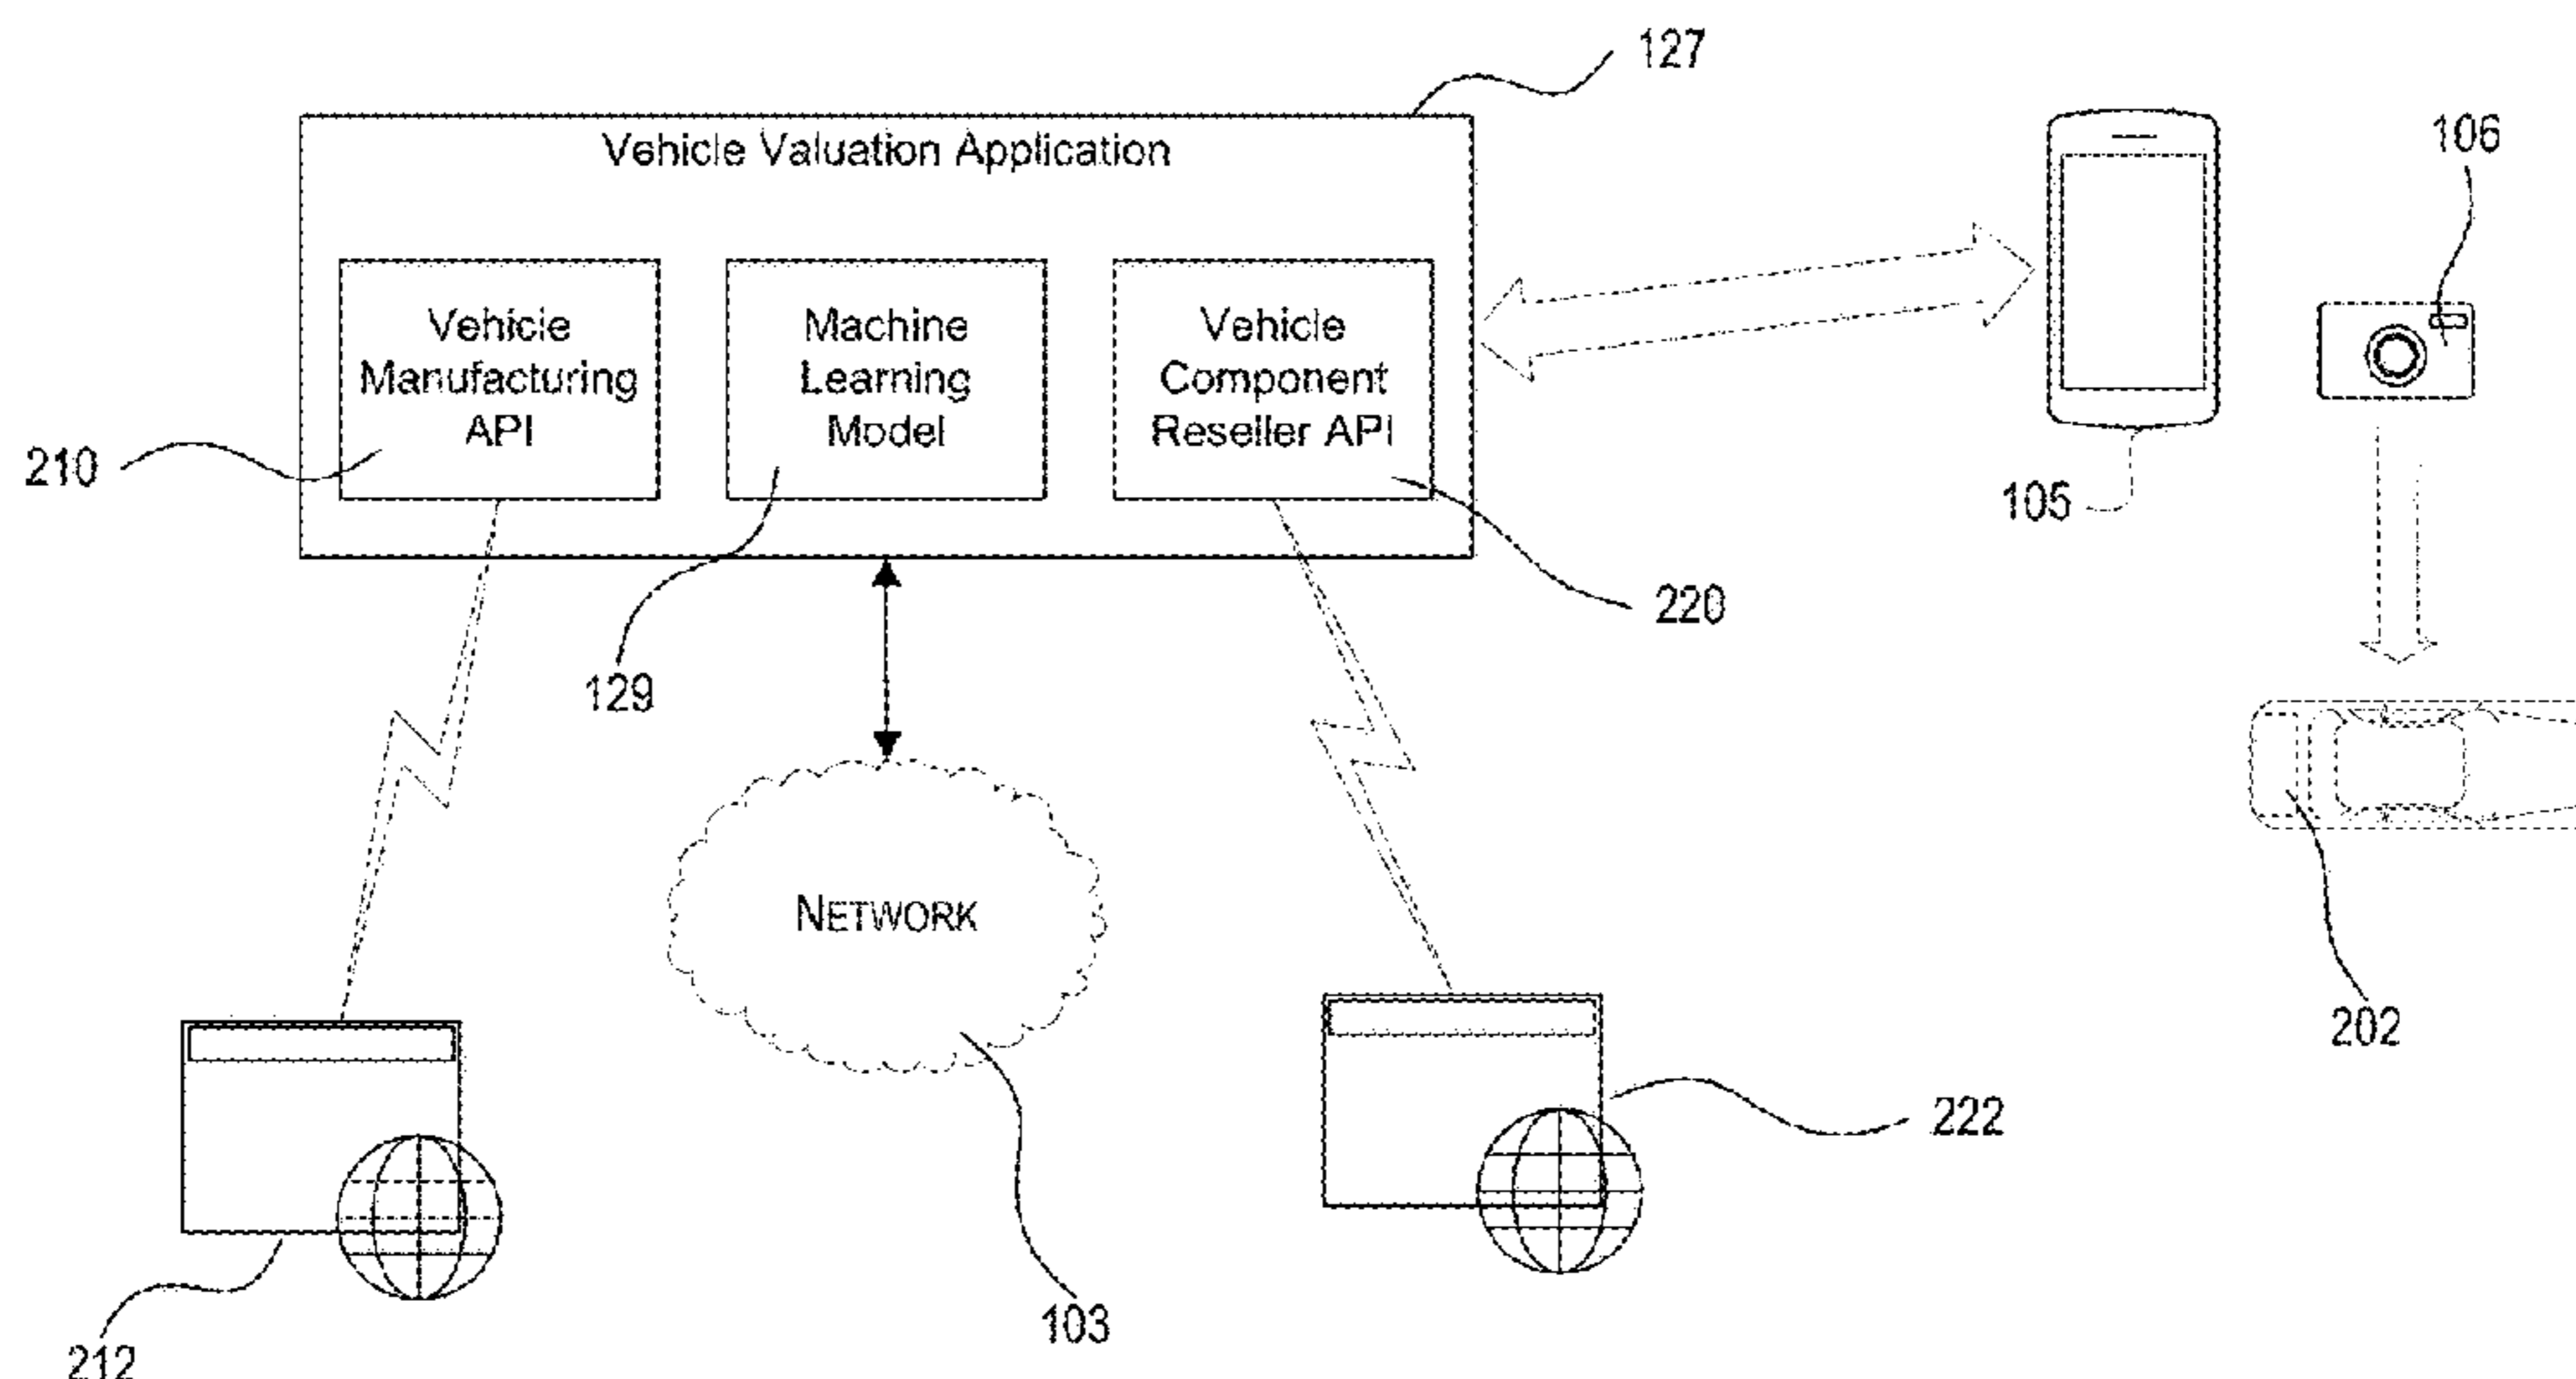 127
Vehicle Valuation Application
106
Vehicle
Manufacturing
API
Machine
Learning
Model
Vehicle
Component
Reseller API
210
105
220
129
NETWORK
202
222
103
212